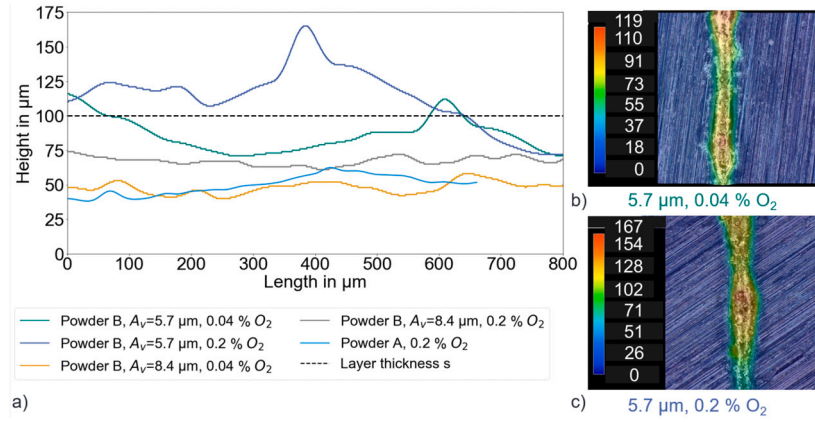 175
150
125
100
75
50
25
0
Height in µm
0 100 200 300 400 500 600 700 800
Length in µm
Powder B, Aᵥ=5.7 µm, 0.04 % O₂
Powder B, Aᵥ=5.7 µm, 0.2 % O₂
Powder B, Aᵥ=8.4 µm, 0.04 % O₂
Powder B, Aᵥ=8.4 µm, 0.2 % O₂
Powder A, 0.2 % O₂
Layer thickness s
a)
119
110
91
73
55
37
18
0
b)
5.7 µm, 0.04 % O₂
167
154
128
102
71
51
26
0
c)
5.7 µm, 0.2 % O₂